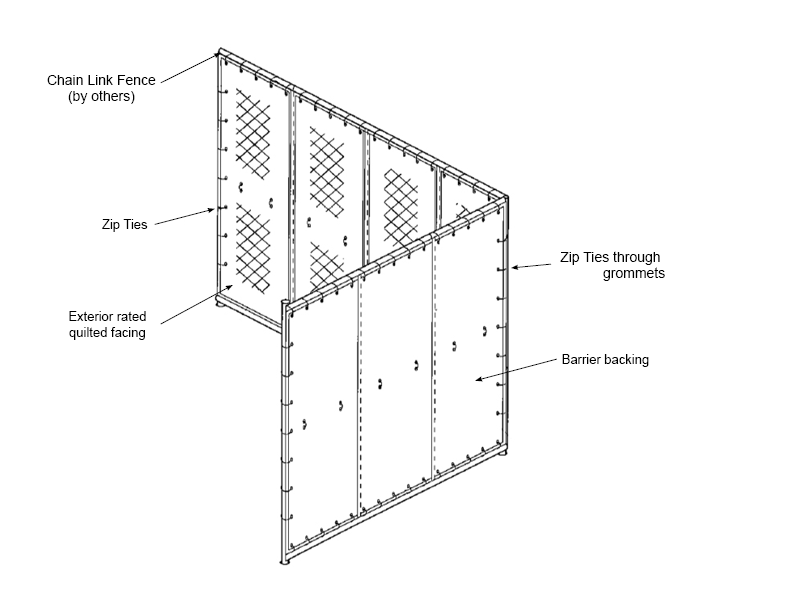 Chain Link Fence
(by others)
Zip Ties
Exterior rated
quilted facing
Zip Ties through
grommets
Barrier backing